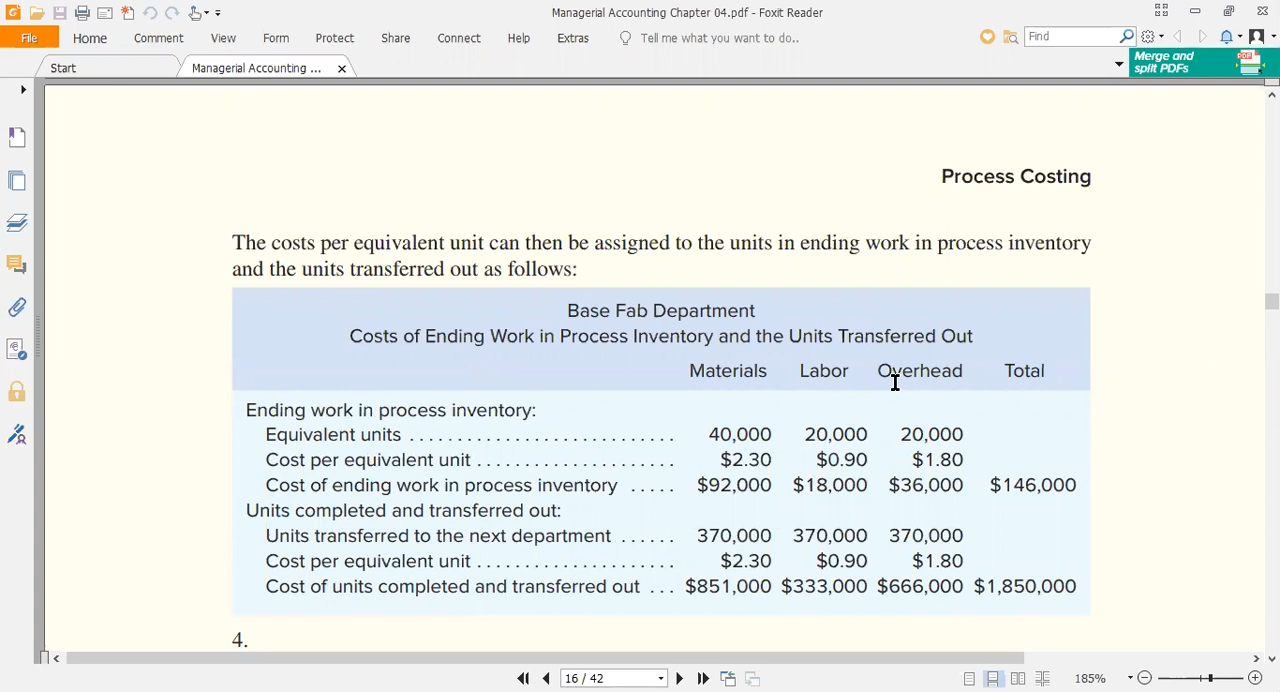 Managerial Accounting Chapter 04.pdf - Foxit Reader
File Home Comment View Form Protect Share Connect Help Extras Tell me what you want to do.. Find
Start Managerial Accounting ... Merge and
split PDFs
Process Costing
The costs per equivalent unit can then be assigned to the units in ending work in process inventory
and the units transferred out as follows:
Base Fab Department
Costs of Ending Work in Process Inventory and the Units Transferred Out
Materials Labor Overhead Total
Ending work in process inventory:
Equivalent units . . . . . . . . . . . . . . . . . . . . . . . . . . . . 40,000 20,000 20,000
Cost per equivalent unit . . . . . . . . . . . . . . . . . . . . . $2.30 $0.90 $1.80
Cost of ending work in process inventory . . . . . $92,000 $18,000 $36,000 $146,000
Units completed and transferred out:
Units transferred to the next department . . . . . . 370,000 370,000 370,000
Cost per equivalent unit . . . . . . . . . . . . . . . . . . . . . $2.30 $0.90 $1.80
Cost of units completed and transferred out . . . $851,000 $333,000 $666,000 $1,850,000
4.
16 / 42 185%